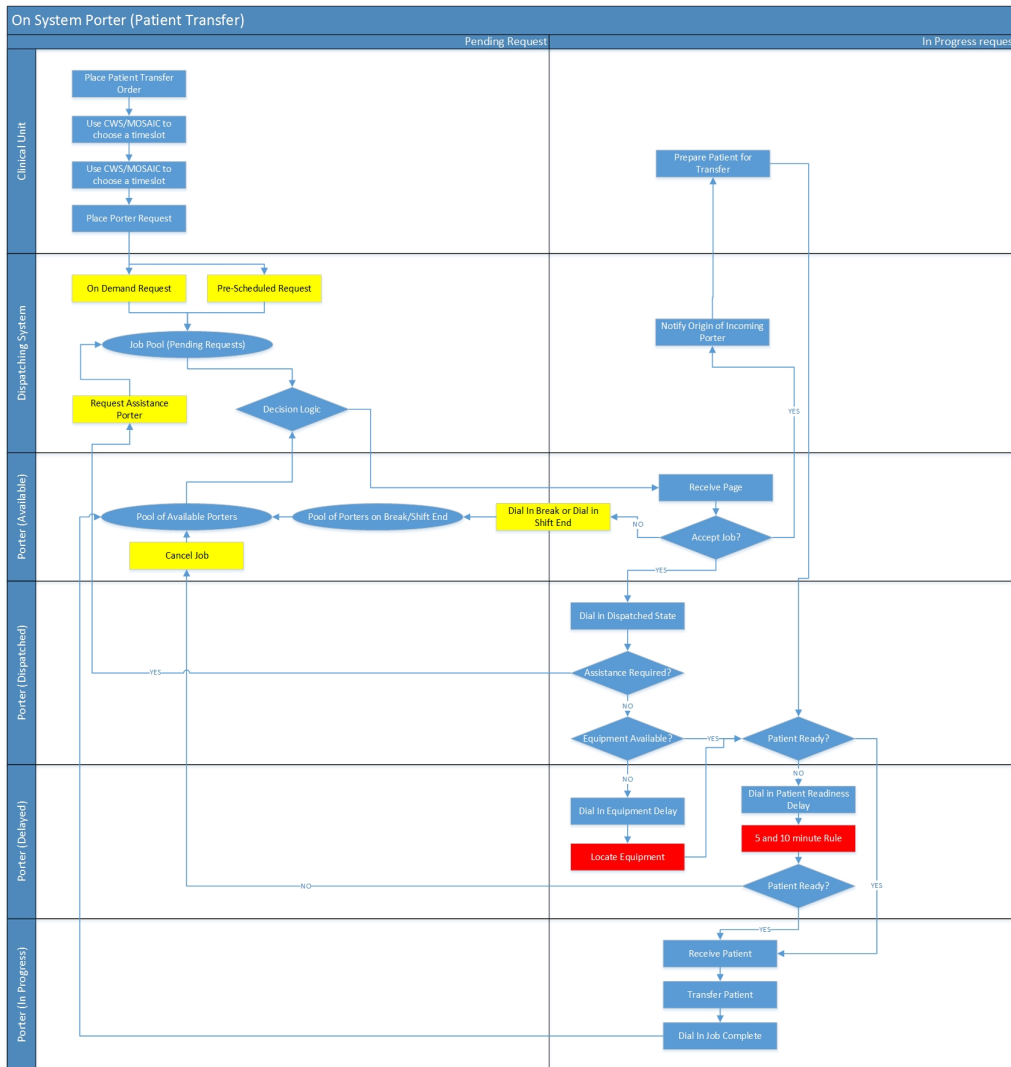 On System Porter (Patient Transfer)
Pending Request
In Progress reques
Clinical Unit
Place Patient Transfer
Order
Use CWS/MOSAIC to
choose a timeslot
Use CWS/MOSAIC to
choose a timeslot
Place Porter Request
Prepare Patient for
Transfer
Dispatching System
On Demand Request
Pre-Scheduled Request
Job Pool (Pending Requests)
Request Assistance
Porter
Decision Logic
Notify Origin of Incoming
Porter
YES
Porter (Available)
Receive Page
Pool of Available Porters
Pool of Porters on Break/Shift End
Dial In Break or Dial in
Shift End
NO
Accept Job?
Cancel Job
YES
Porter (Dispatched)
Dial in Dispatched State
YES
Assistance Required?
NO
Equipment Available?
YES
Patient Ready?
Porter (Delayed)
NO
NO
Dial In Equipment Delay
Dial in Patient Readiness
Delay
5 and 10 minute Rule
Locate Equipment
NO
Patient Ready?
YES
YES
Porter (In Progress)
Receive Patient
Transfer Patient
Dial In Job Complete